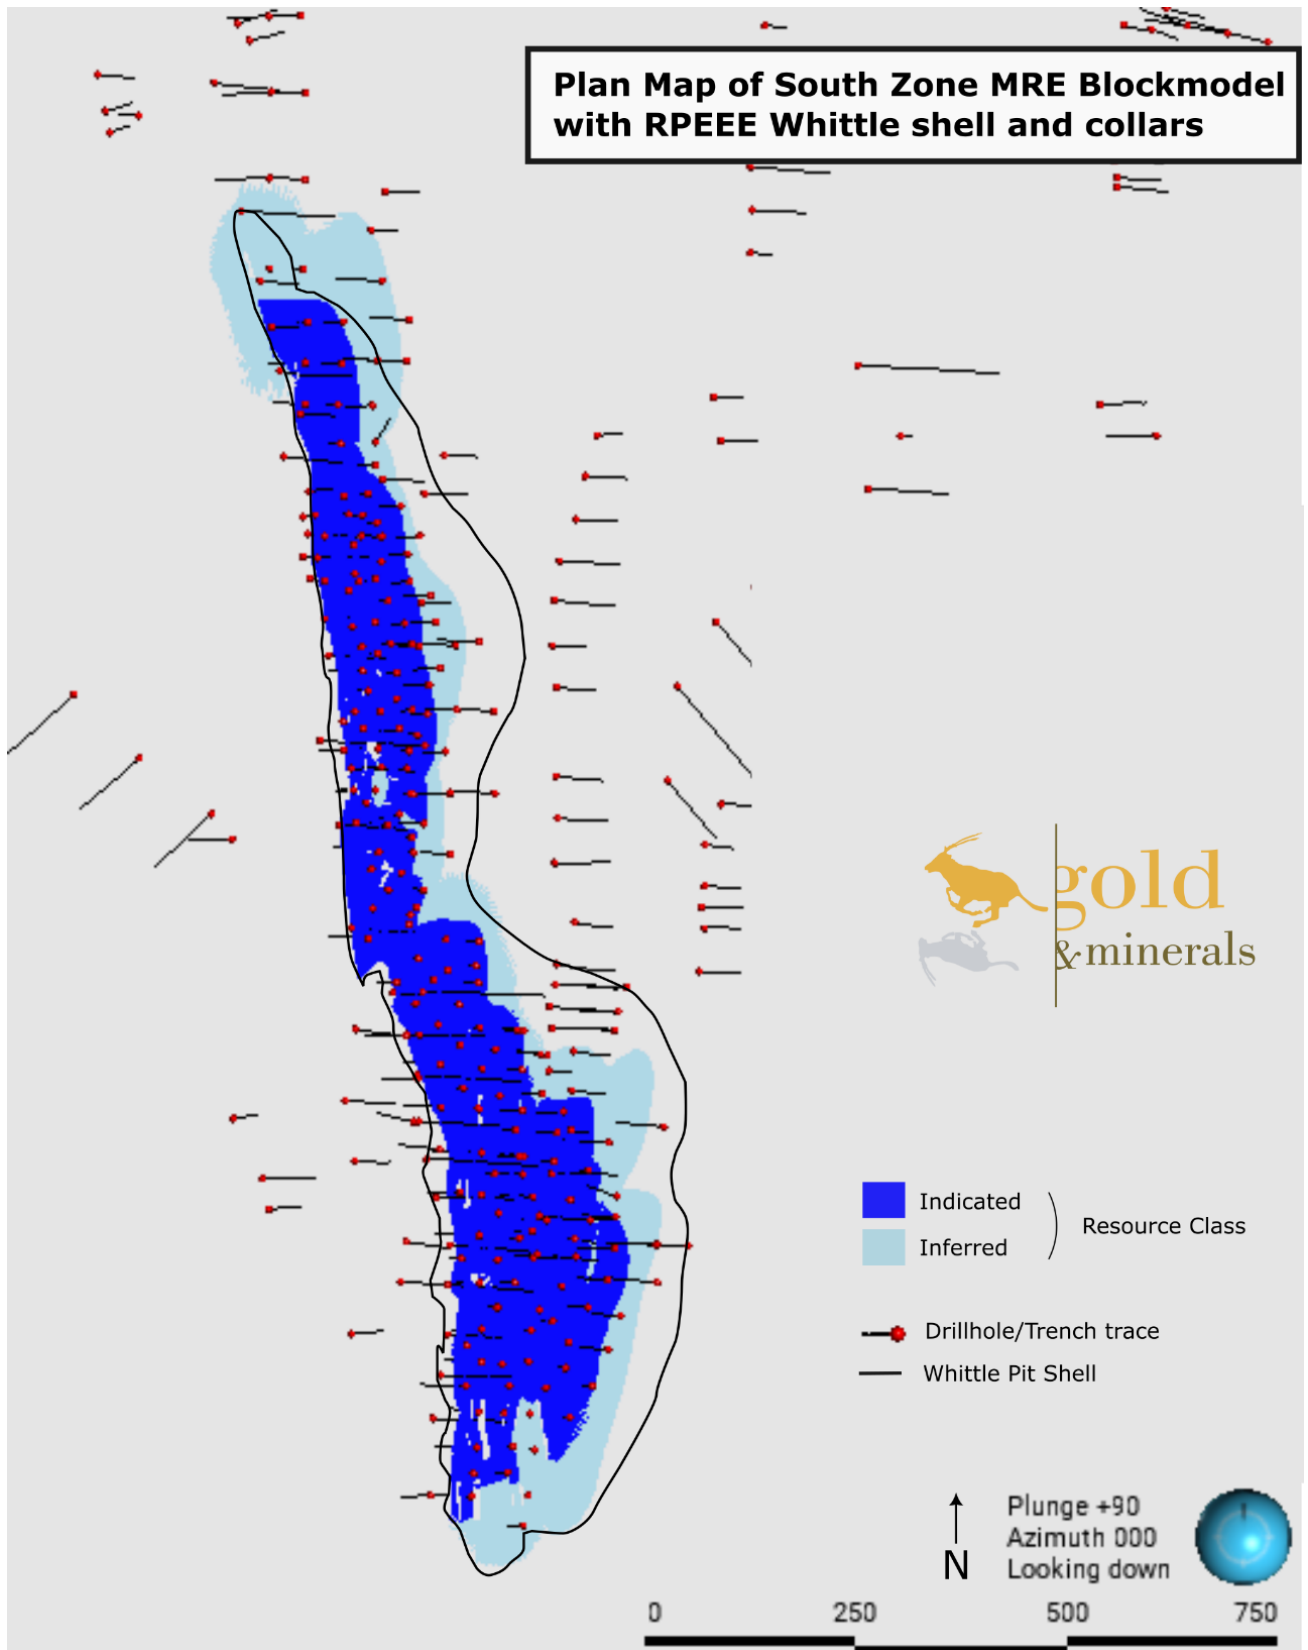 Plan Map of South Zone MRE Blockmodel
with RPEEE Whittle shell and collars
gold
&minerals
Indicated
Inferred
Resource Class
Drillhole/Trench trace
Whittle Pit Shell
N
Plunge +90
Azimuth 000
Looking down
0 250 500 750